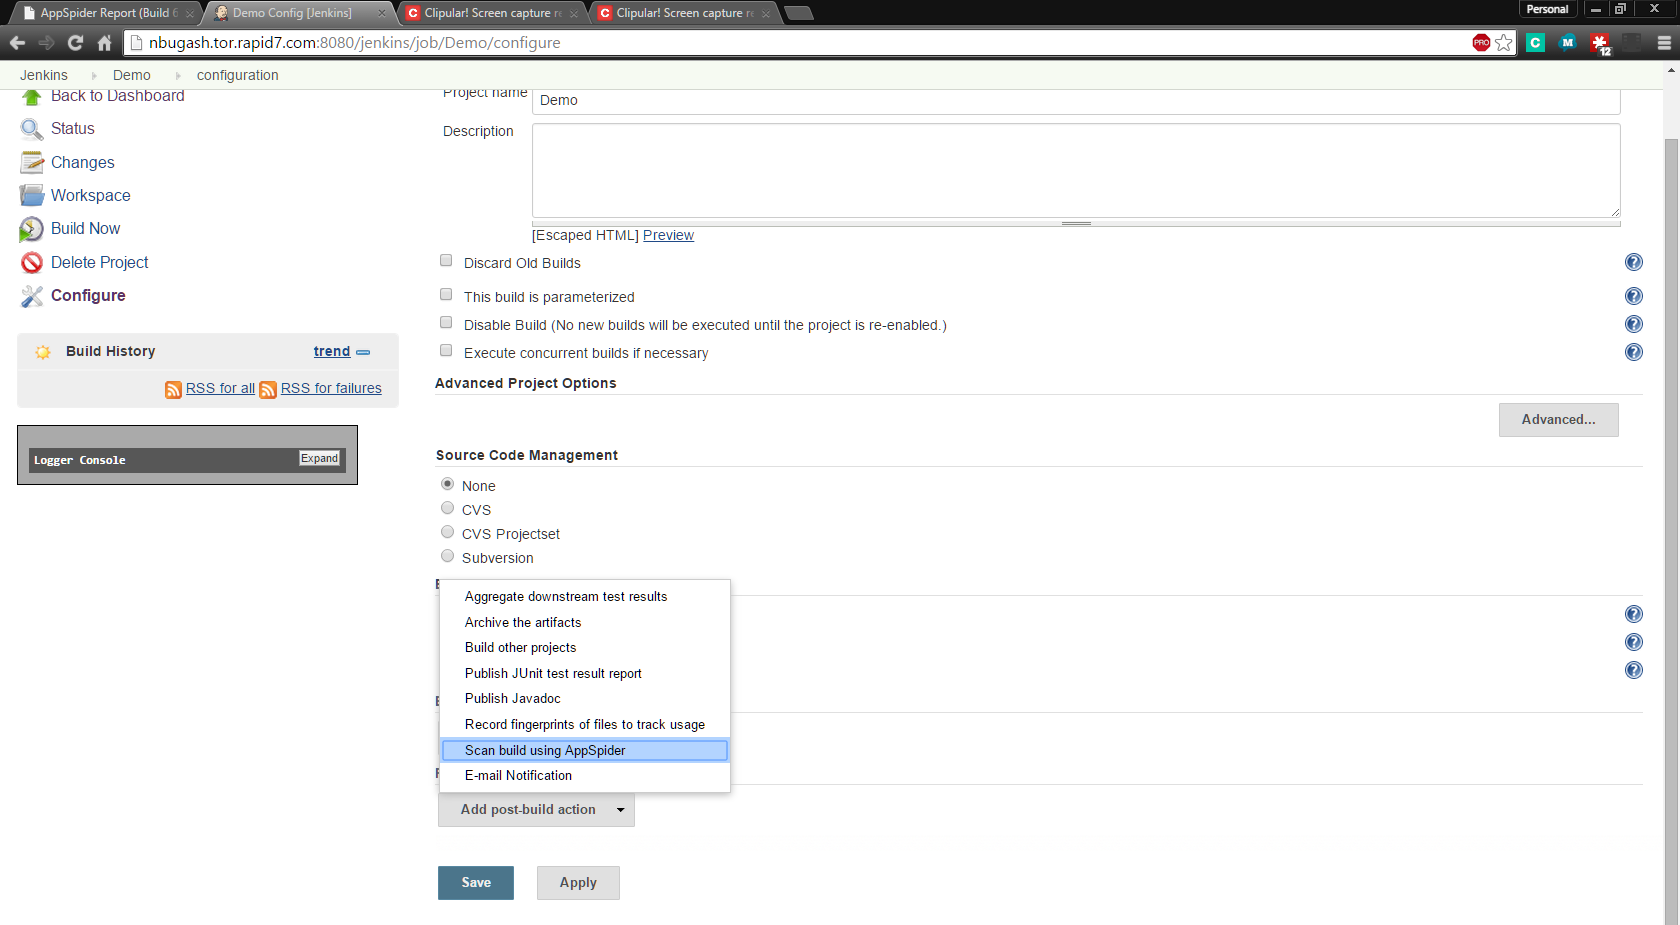 AppSpider Report (Build 6
Demo Config [Jenkins]
Clipular! Screen capture re
Clipular! Screen capture re
Personal
nbugash.tor.rapid7.com:8080/jenkins/job/Demo/configure
PRO
C
M
12
Jenkins
Demo
configuration
Back to Dashboard
Status
Changes
Workspace
Build Now
Delete Project
Configure
Build History
trend
RSS for all
RSS for failures
Logger Console
Expand
Project name
Demo
Description
[Escaped HTML] Preview
Discard Old Builds
This build is parameterized
Disable Build (No new builds will be executed until the project is re-enabled.)
Execute concurrent builds if necessary
Advanced Project Options
Advanced...
Source Code Management
None
CVS
CVS Projectset
Subversion
Aggregate downstream test results
Archive the artifacts
Build other projects
Publish JUnit test result report
Publish Javadoc
Record fingerprints of files to track usage
Scan build using AppSpider
E-mail Notification
Add post-build action
Save
Apply